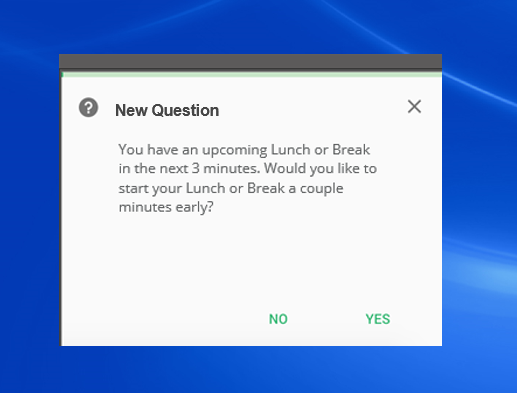 New Question
You have an upcoming Lunch or Break
in the next 3 minutes. Would you like to
start your Lunch or Break a couple
minutes early?
NO YES